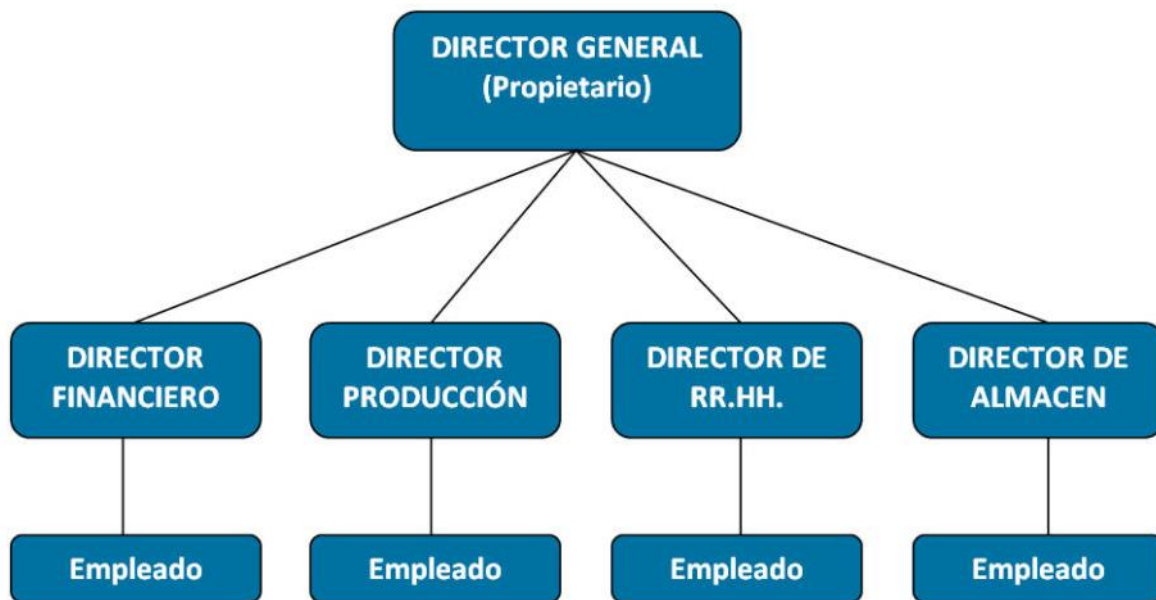 DIRECTOR GENERAL
(Propietario)
DIRECTOR
FINANCIERO
DIRECTOR
PRODUCCIÓN
DIRECTOR DE
RR.HH.
DIRECTOR DE
ALMACEN
Empleado
Empleado
Empleado
Empleado